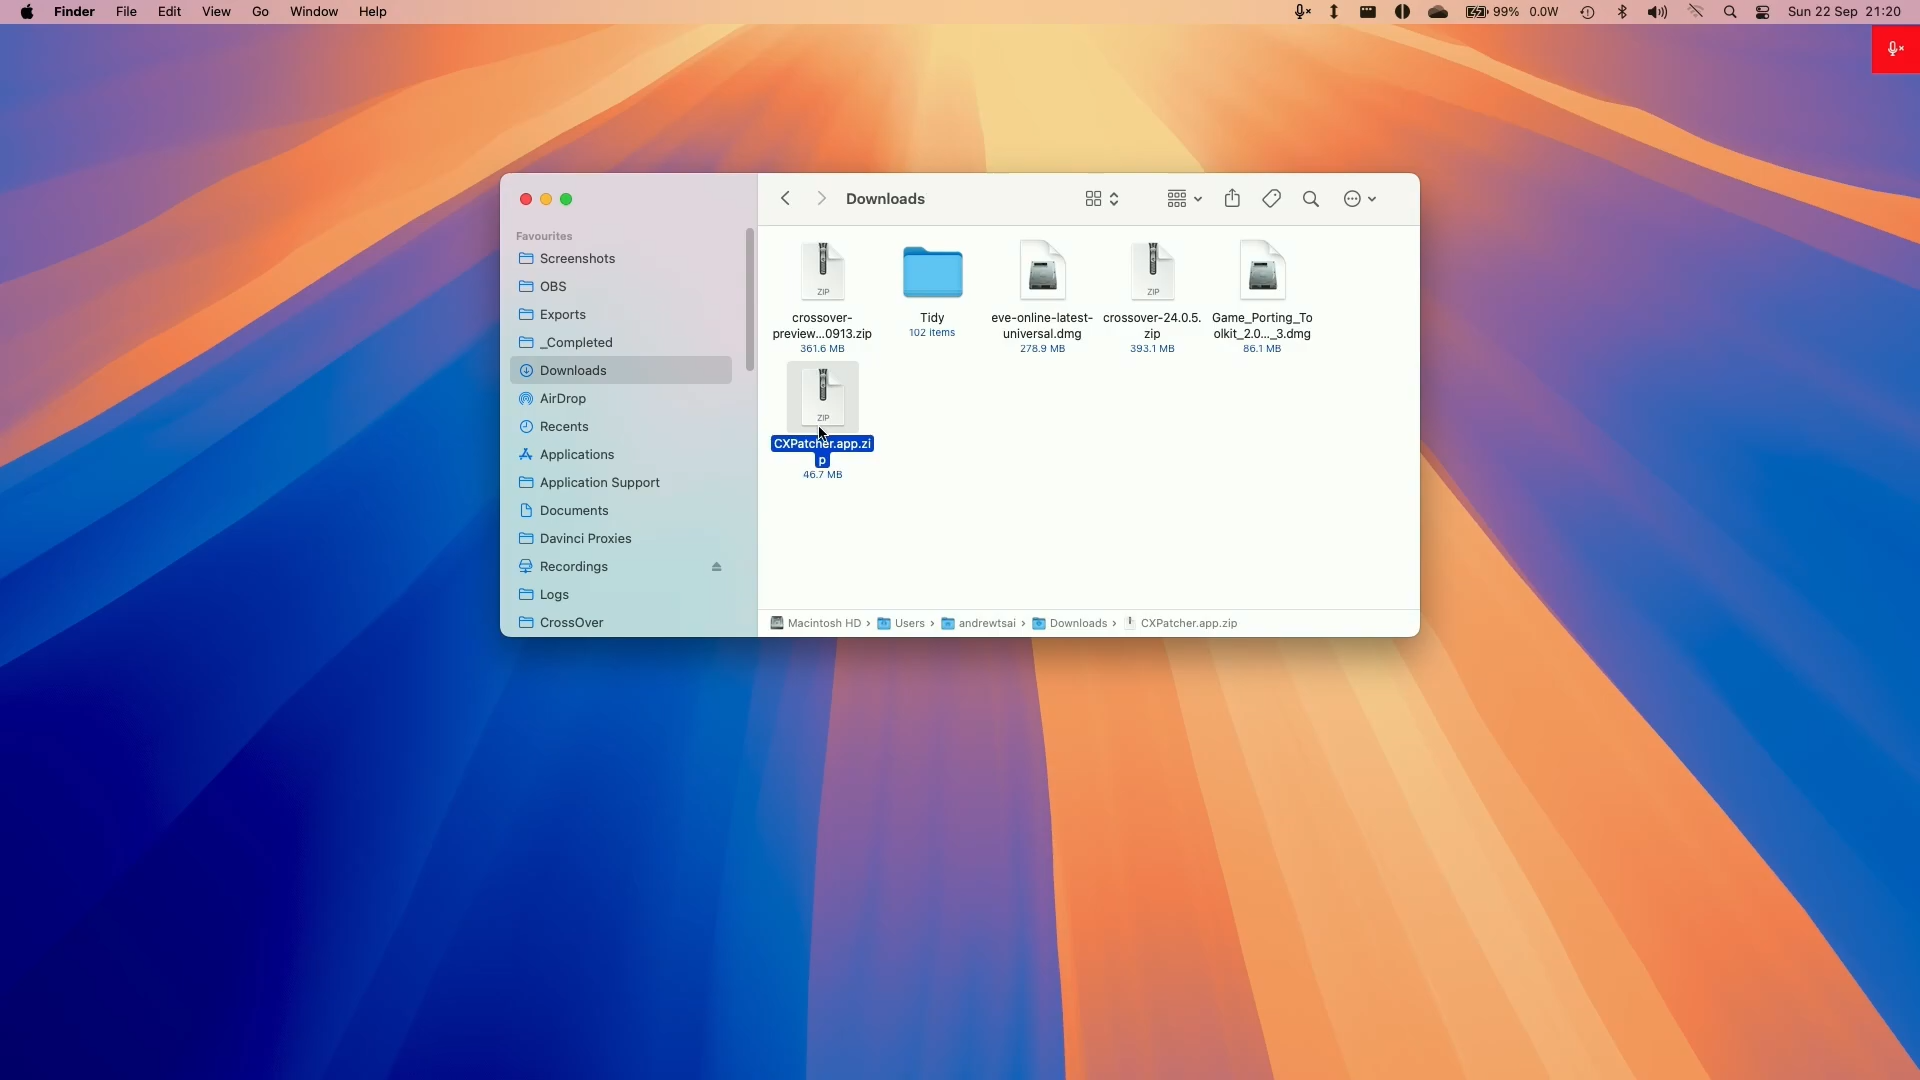 Finder File Edit View Go Window Help 99% 0.0W Sun 22 Sep 21:20
Downloads
Favourites
Screenshots
OBS
Exports
_Completed
Downloads
AirDrop
Recents
Applications
Application Support
Documents
Davinci Proxies
Recordings
Logs
CrossOver
ZIP
crossover-
preview...0913.zip
361.6 MB
Tidy
102 items
eve-online-latest-
universal.dmg
278.9 MB
ZIP
crossover-24.0.5.
zip
393.1 MB
Game_Porting_To
olkit_2.0..._3.dmg
86.1 MB
ZIP
CXPatcher.app.zi
p
46.7 MB
Macintosh HD › Users › andrewtsai › Downloads › CXPatcher.app.zip